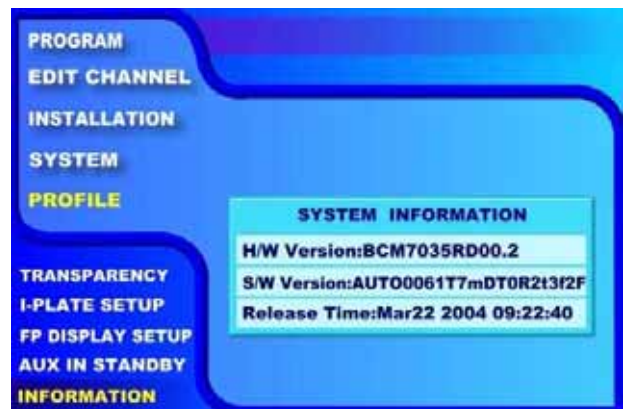 PROGRAM
EDIT CHANNEL
INSTALLATION
SYSTEM
PROFILE
TRANSPARENCY
I-PLATE SETUP
FP DISPLAY SETUP
AUX IN STANDBY
INFORMATION
SYSTEM INFORMATION
H/W Version:BCM7035RD00.2
S/W Version:AUTO0061T7mDT0R2t3f2F
Release Time:Mar22 2004 09:22:40